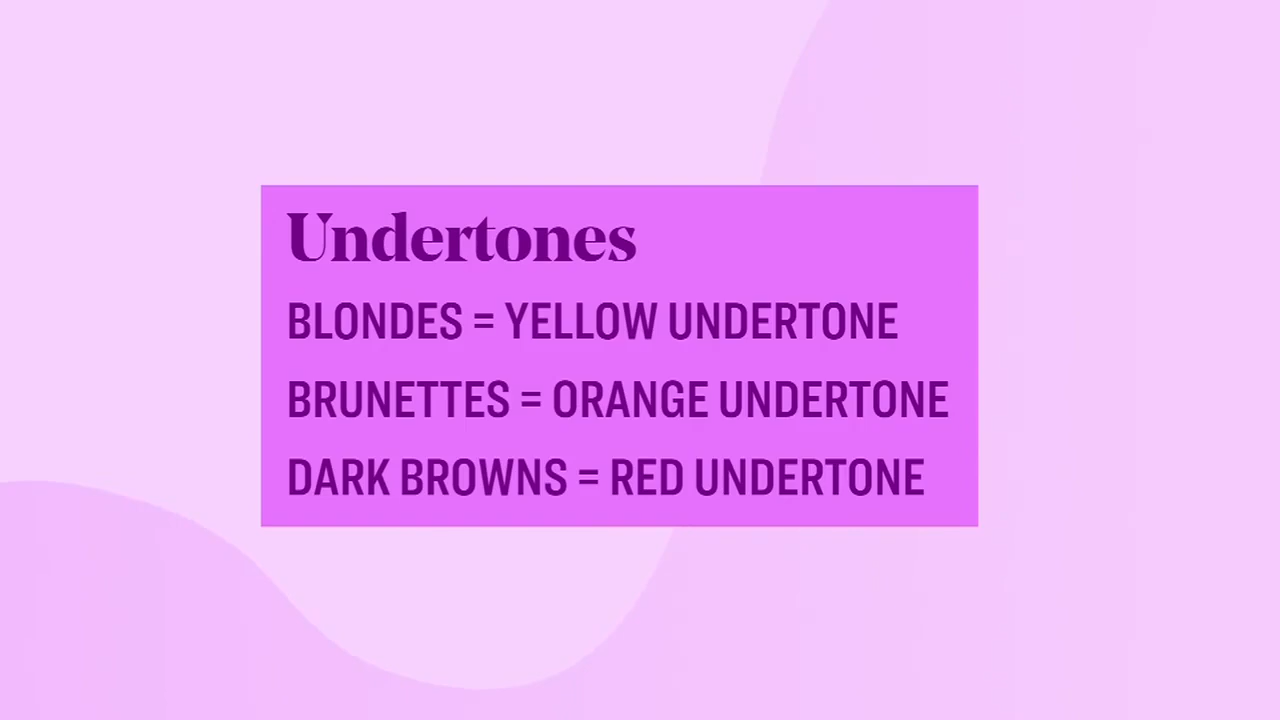 Undertones
BLONDES = YELLOW UNDERTONE
BRUNETTES = ORANGE UNDERTONE
DARK BROWNS = RED UNDERTONE